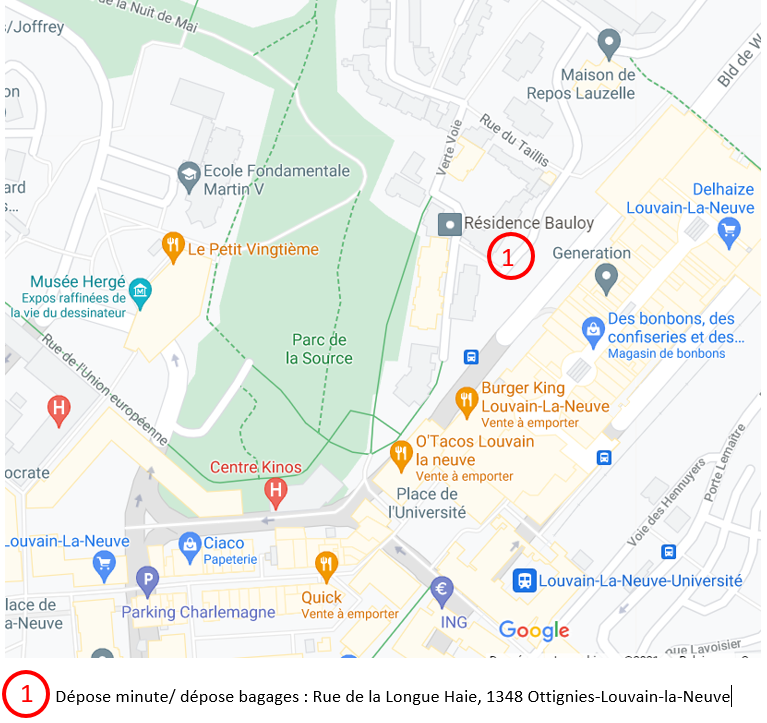 de la Nuit de Mai
s/Joffrey
Maison de
Repos Lauzelle
Bld de W
on
Rue du Taillis
Verte Voie
Ecole Fondamentale
Martin V
ard
s...
Delhaize
Louvain-La-Neuve
Résidence Bauloy
Le Petit Vingtième
1
Generation
Musée Hergé
Expos raffinées de
la vie du dessinateur
Des bonbons, des
confiseries et des...
Magasin de bonbons
Parc de
la Source
Rue de l'Union européenne
Burger King
Louvain-La-Neuve
Vente à emporter
H
O'Tacos Louvain
la neuve
Vente à emporter
Porte Lemaître
ocrate
Centre Kinos
H
Place de
l'Université
Voie des Hennuyers
Louvain-La-Neuve
Ciaco
Papeterie
Louvain-La-Neuve-Université
P
Parking Charlemagne
Quick
Vente à emporter
€
ING
lace de
a-Neuve
Google
Rue Lavoisier
1 Dépose minute/ dépose bagages : Rue de la Longue Haie, 1348 Ottignies-Louvain-la-Neuve